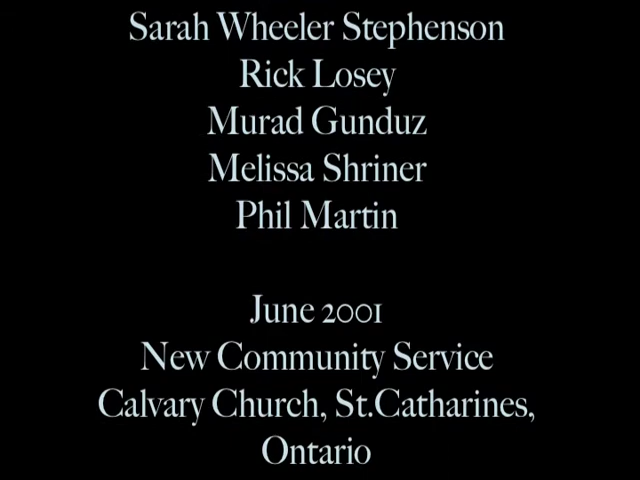 Sarah Wheeler Stephenson
Rick Losey
Murad Gunduz
Melissa Shriner
Phil Martin
June 2001
New Community Service
Calvary Church, St.Catharines,
Ontario